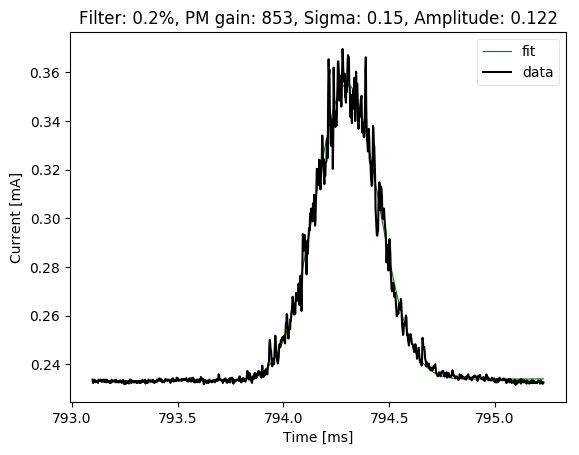 Filter: 0.2%, PM gain: 853, Sigma: 0.15, Amplitude: 0.122
fit
data
0.36
0.34
0.32
0.30
0.28
0.26
0.24
Current [mA]
793.0 793.5 794.0 794.5 795.0
Time [ms]